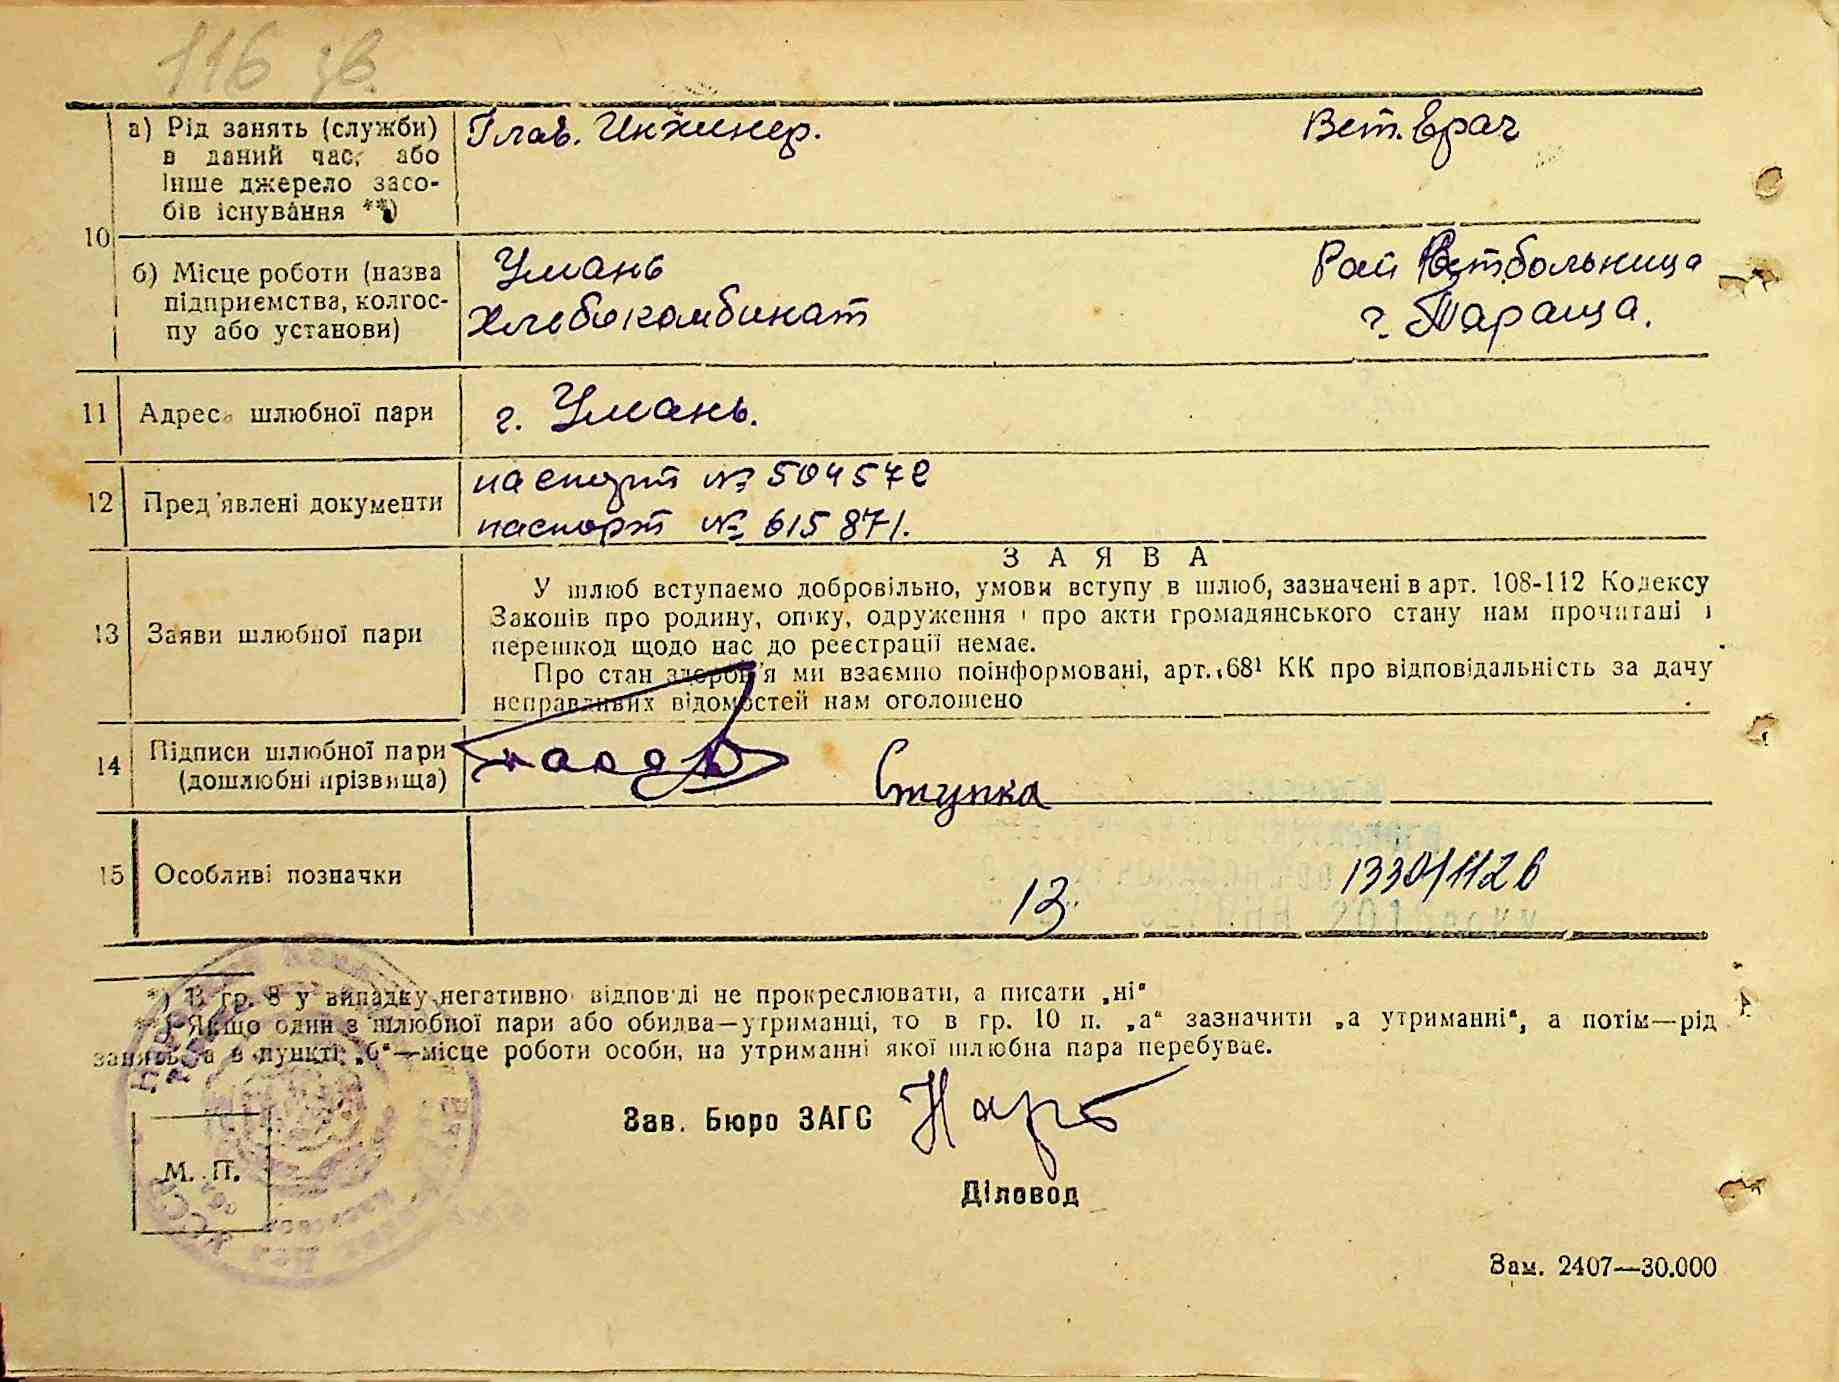 116 зв.
а) Рід занять (служби) в даний час, або інше джерело засобів існування **)
Глав. Инжинер.
Вет. врач
10
б) Місце роботи (назва підприємства, колгоспу або установи)
Умань
Хлебокомбинат
Рай Ветбольница
г. Тараща.
11 Адреса шлюбної пари
г. Умань.
12 Пред'явлені документи
паспорт № 504572
паспорт № 615871.
13 Заяви шлюбної пари
ЗАЯВА
У шлюб вступаємо добровільно, умови вступу в шлюб, зазначені в арт. 108-112 Кодексу
Законів про родину, опіку, одруження і про акти громадянського стану нам прочитані і
перешкод щодо нас до реєстрації немає.
Про стан здоров'я ми взаємно поінформовані, арт. 68¹ КК про відповідальність за дачу
неправдивих відомостей нам оголошено
14 Підписи шлюбної пари
(дошлюбні прізвища)
Ступка
15 Особливі позначки
13
1330/1126
*) В гр. 8 у випадку негативної відповіді не прокреслювати, а писати „ні"
**) Якщо один з шлюбної пари або обидва—утриманці, то в гр. 10 п. „а" зазначити „а утриманні", а потім—рід
занять, а в пункті „б"—місце роботи особи, на утриманні якої шлюбна пара перебуває.
Зав. Бюро ЗАГС
Діловод
М. П.
Зам. 2407—30.000